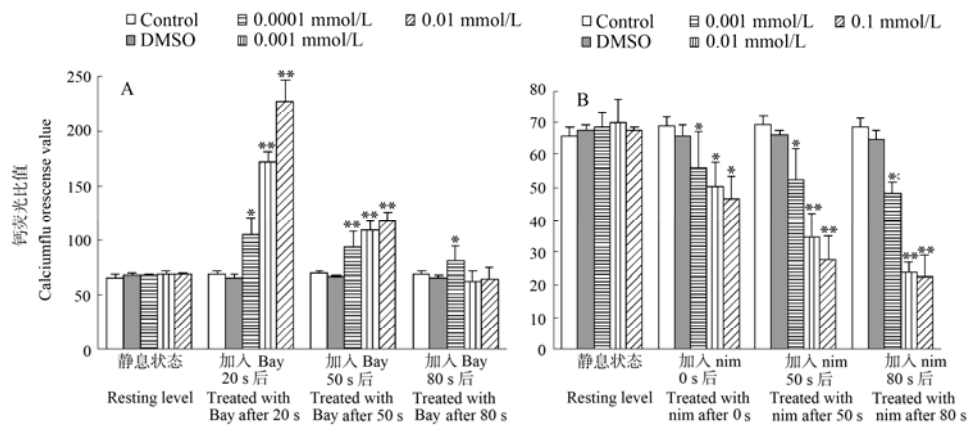 Control 0.0001 mmol/L 0.01 mmol/L
DMSO 0.001 mmol/L
A
钙荧光比值
Calciumflu orescense value
250
200
150
100
50
0
* ** **
** ** **
*
静息状态
Resting level
加入 Bay
20 s 后
Treated with
Bay after 20 s
加入 Bay
50 s 后
Treated with
Bay after 50 s
加入 Bay
80 s 后
Treated with
Bay after 80 s
Control 0.001 mmol/L 0.1 mmol/L
DMSO 0.01 mmol/L
B
80
70
60
50
40
30
20
10
0
* * *
* ** **
*: ** **
静息状态
Resting level
加入 nim
0 s 后
Treated with
nim after 0 s
加入 nim
50 s 后
Treated with
nim after 50 s
加入 nim
80 s 后
Treated with
nim after 80 s